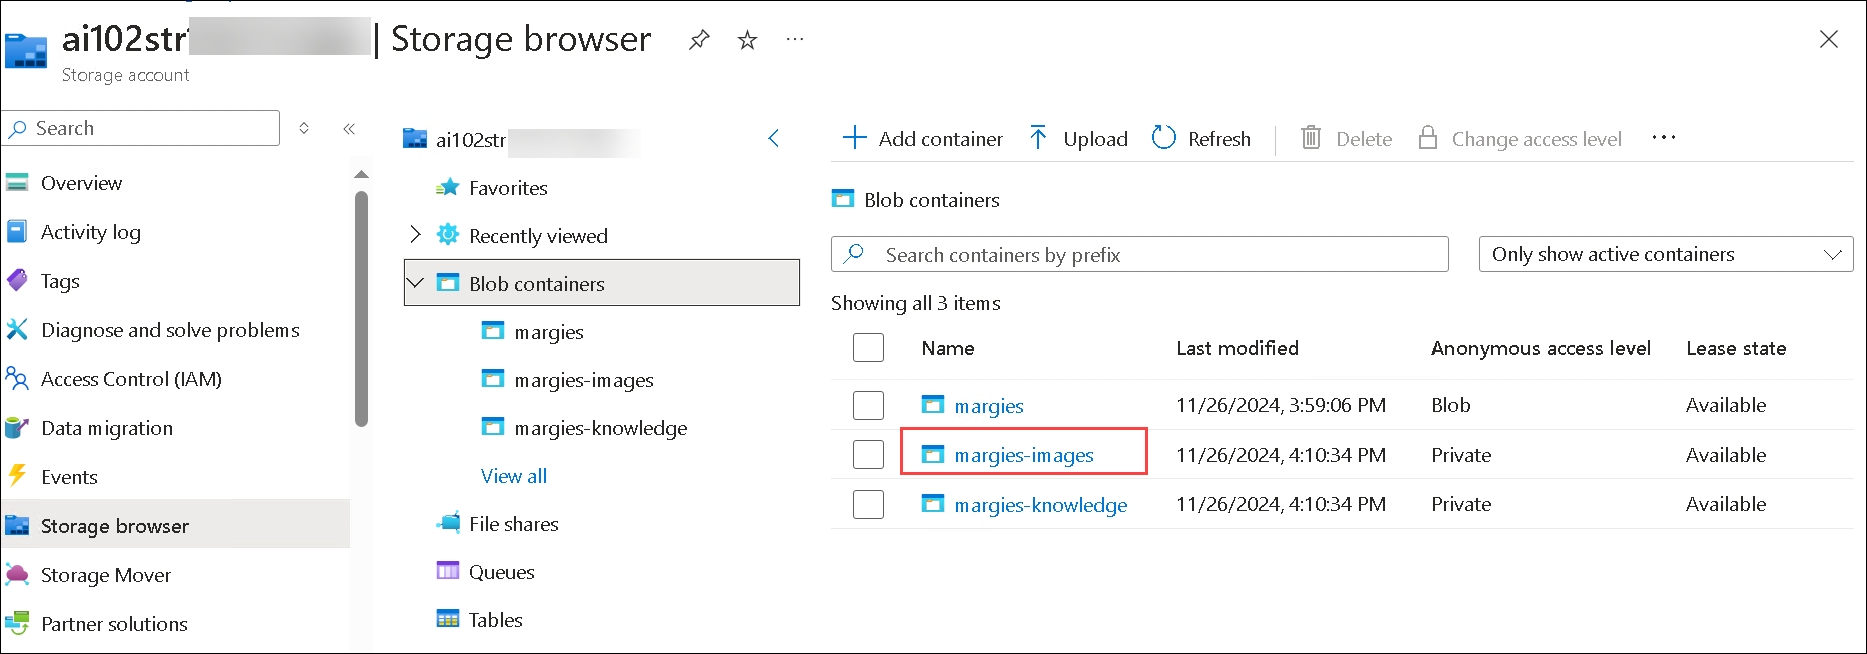 ai102str | Storage browser
Storage account
Search
Overview
Activity log
Tags
Diagnose and solve problems
Access Control (IAM)
Data migration
Events
Storage browser
Storage Mover
Partner solutions
ai102str
Favorites
Recently viewed
Blob containers
margies
margies-images
margies-knowledge
View all
File shares
Queues
Tables
Add container Upload Refresh Delete Change access level
Blob containers
Search containers by prefix Only show active containers
Showing all 3 items
Name Last modified Anonymous access level Lease state
margies 11/26/2024, 3:59:06 PM Blob Available
margies-images 11/26/2024, 4:10:34 PM Private Available
margies-knowledge 11/26/2024, 4:10:34 PM Private Available